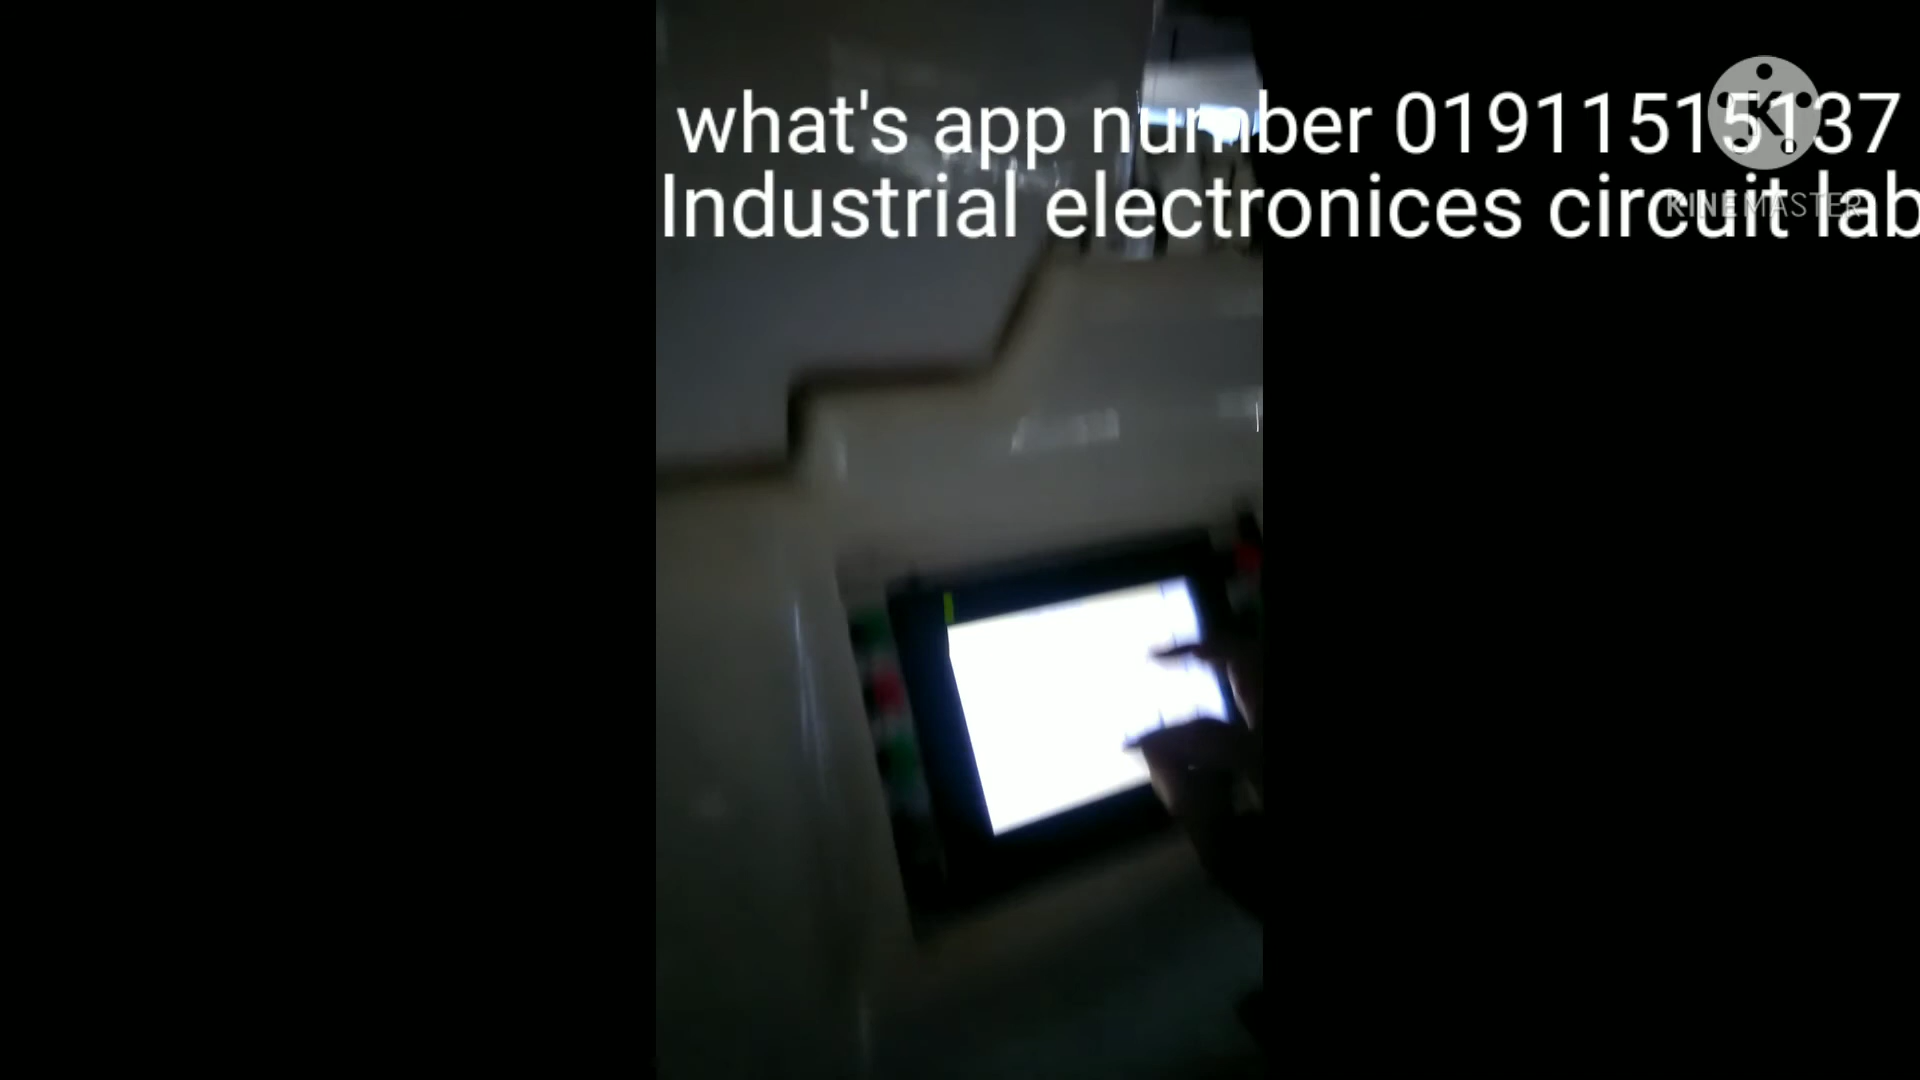 what's app number 01911515137
Industrial electronices circuit lab
KINEMASTER